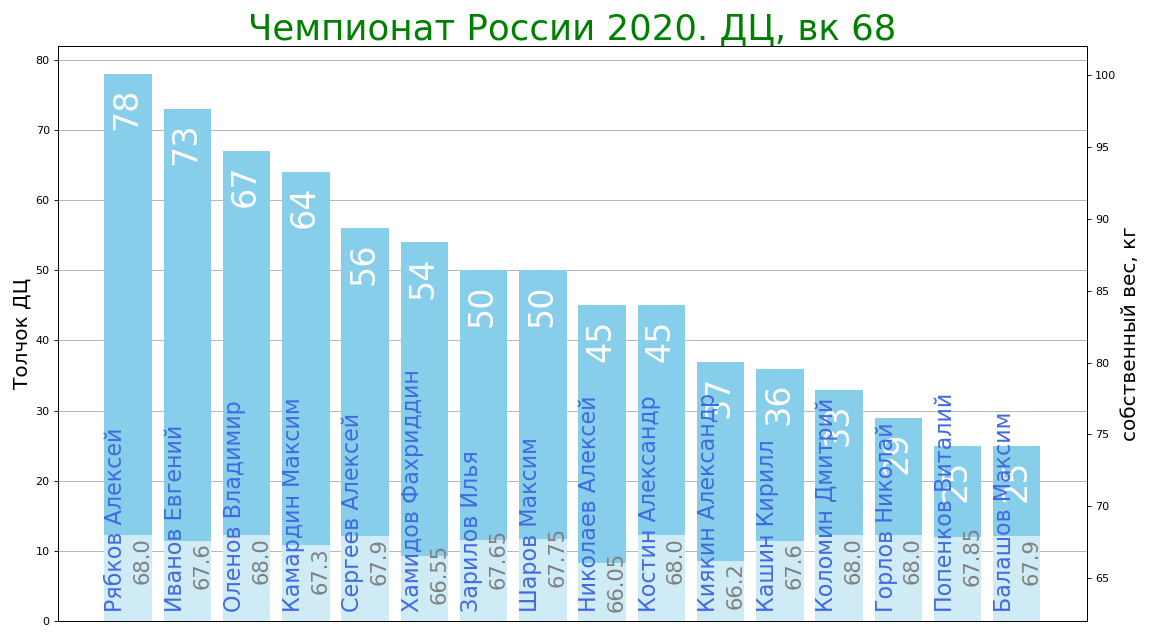 Чемпионат России 2020. ДЦ, вк 68
Толчок ДЦ
80
70
60
50
40
30
20
10
0
78
73
67
64
56
54
50
50
45
45
37
36
33
29
25
25
Рябков Алексей
68.0
Иванов Евгений
67.6
Оленов Владимир
68.0
Камардин Максим
67.3
Сергеев Алексей
67.9
Хамидов Фахриддин
66.55
Зарилов Илья
67.65
Шаров Максим
67.75
Николаев Алексей
66.05
Костин Александр
68.0
Киякин Александр
66.2
Кашин Кирилл
67.6
Коломин Дмитрий
68.0
Горлов Николай
68.0
Попенков Виталий
67.85
Балашов Максим
67.9
100
95
90
85
80
75
70
65
собственный вес, кг